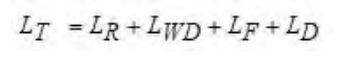 L_T = L_R + L_WD + L_F + L_D